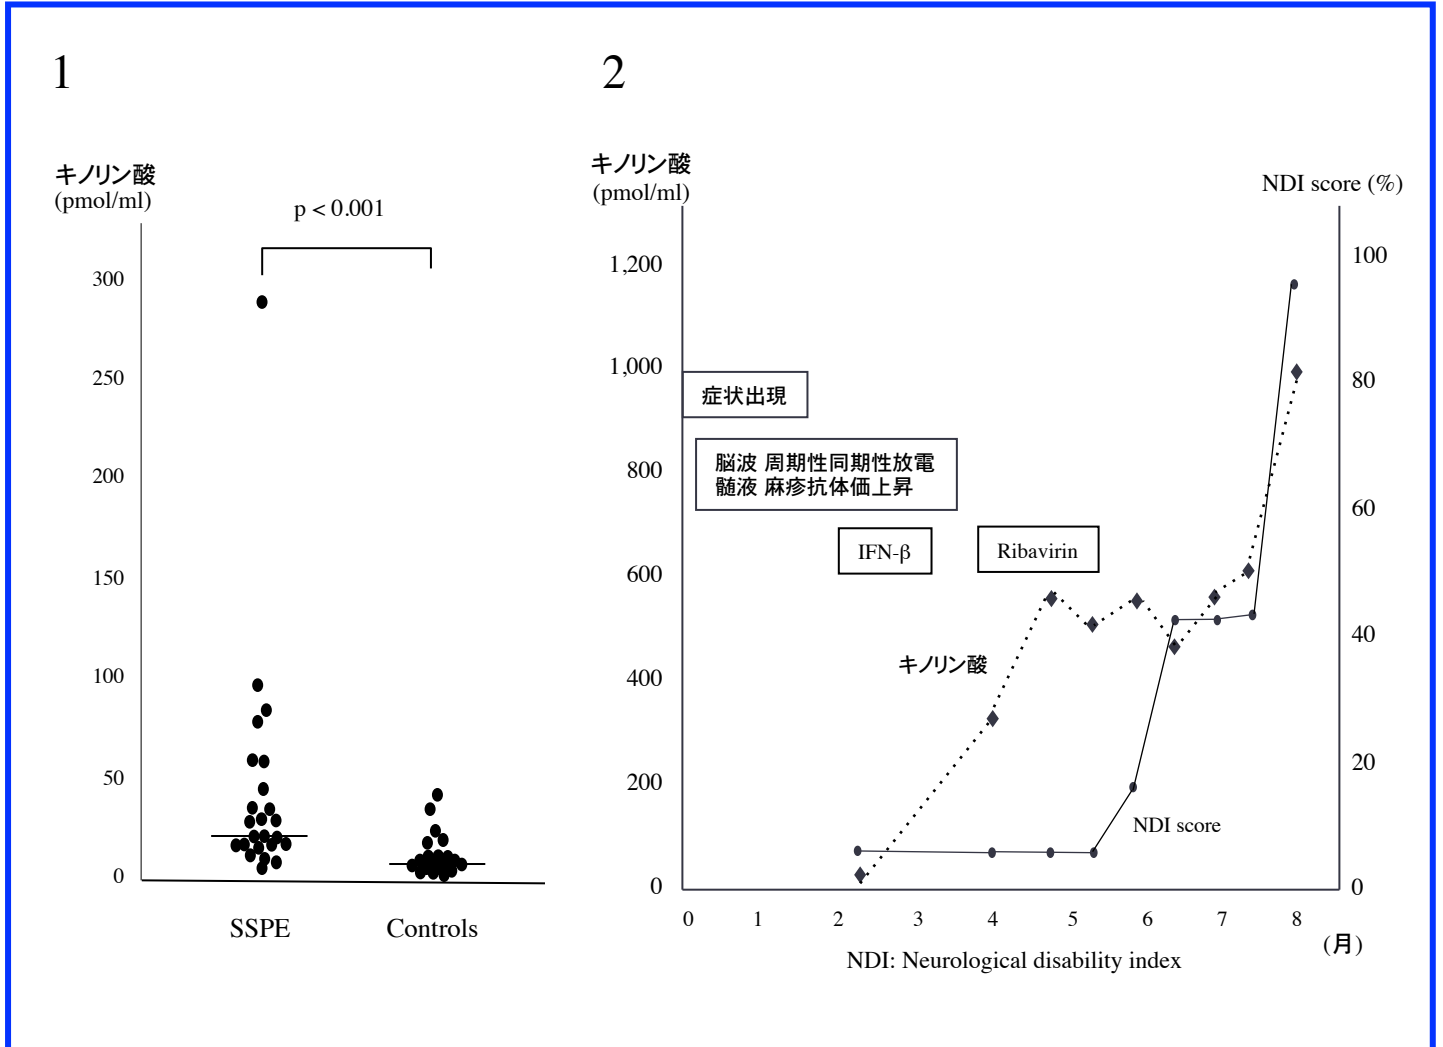 1
キノリン酸
(pmol/ml)
p < 0.001
300
250
200
150
100
50
0
SSPE
Controls
2
キノリン酸
(pmol/ml)
NDI score (%)
1,200
1,000
800
600
400
200
0
100
80
60
40
20
0
症状出現
脳波 周期性同期性放電
髄液 麻疹抗体価上昇
IFN-β
Ribavirin
キノリン酸
NDI score
0 1 2 3 4 5 6 7 8
(月)
NDI: Neurological disability index